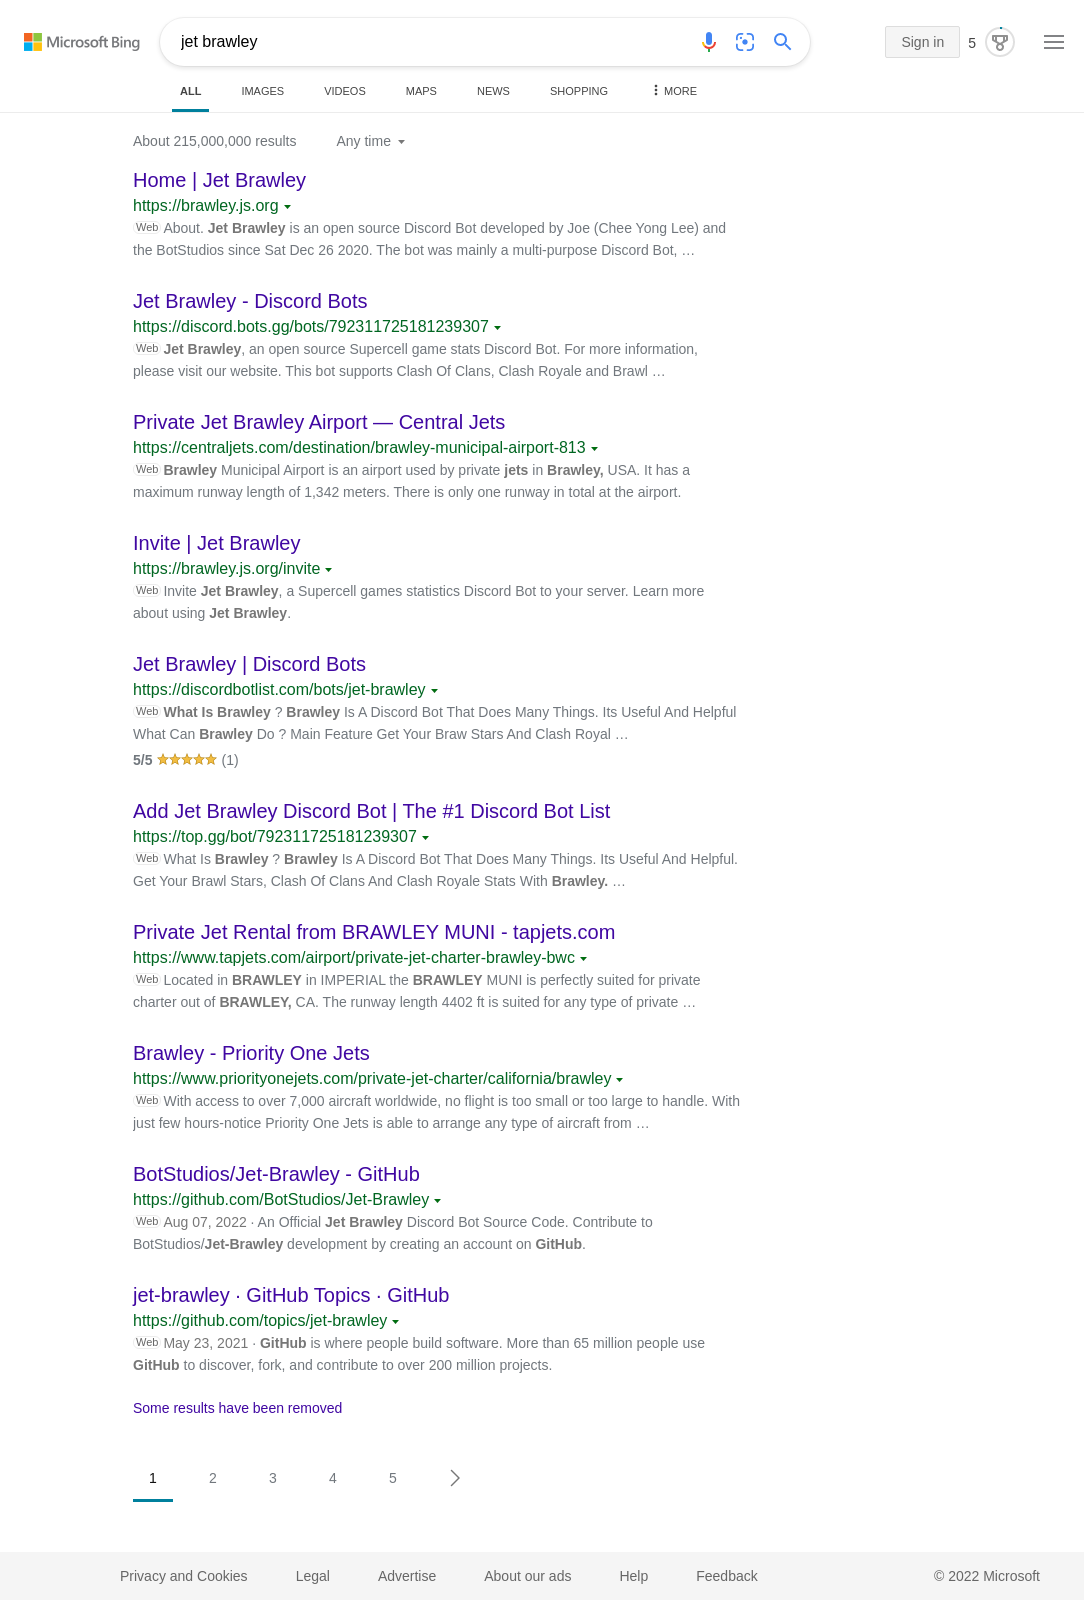 Microsoft Bing
jet brawley
Sign in
5
ALL IMAGES VIDEOS MAPS NEWS SHOPPING MORE
About 215,000,000 results Any time
Home | Jet Brawley
https://brawley.js.org
Web About. Jet Brawley is an open source Discord Bot developed by Joe (Chee Yong Lee) and
the BotStudios since Sat Dec 26 2020. The bot was mainly a multi-purpose Discord Bot, …
Jet Brawley - Discord Bots
https://discord.bots.gg/bots/792311725181239307
Web Jet Brawley, an open source Supercell game stats Discord Bot. For more information,
please visit our website. This bot supports Clash Of Clans, Clash Royale and Brawl …
Private Jet Brawley Airport — Central Jets
https://centraljets.com/destination/brawley-municipal-airport-813
Web Brawley Municipal Airport is an airport used by private jets in Brawley, USA. It has a
maximum runway length of 1,342 meters. There is only one runway in total at the airport.
Invite | Jet Brawley
https://brawley.js.org/invite
Web Invite Jet Brawley, a Supercell games statistics Discord Bot to your server. Learn more
about using Jet Brawley.
Jet Brawley | Discord Bots
https://discordbotlist.com/bots/jet-brawley
Web What Is Brawley ? Brawley Is A Discord Bot That Does Many Things. Its Useful And Helpful
What Can Brawley Do ? Main Feature Get Your Braw Stars And Clash Royal …
5/5 (1)
Add Jet Brawley Discord Bot | The #1 Discord Bot List
https://top.gg/bot/792311725181239307
Web What Is Brawley ? Brawley Is A Discord Bot That Does Many Things. Its Useful And Helpful.
Get Your Brawl Stars, Clash Of Clans And Clash Royale Stats With Brawley. …
Private Jet Rental from BRAWLEY MUNI - tapjets.com
https://www.tapjets.com/airport/private-jet-charter-brawley-bwc
Web Located in BRAWLEY in IMPERIAL the BRAWLEY MUNI is perfectly suited for private
charter out of BRAWLEY, CA. The runway length 4402 ft is suited for any type of private …
Brawley - Priority One Jets
https://www.priorityonejets.com/private-jet-charter/california/brawley
Web With access to over 7,000 aircraft worldwide, no flight is too small or too large to handle. With
just few hours-notice Priority One Jets is able to arrange any type of aircraft from …
BotStudios/Jet-Brawley - GitHub
https://github.com/BotStudios/Jet-Brawley
Web Aug 07, 2022 · An Official Jet Brawley Discord Bot Source Code. Contribute to
BotStudios/Jet-Brawley development by creating an account on GitHub.
jet-brawley · GitHub Topics · GitHub
https://github.com/topics/jet-brawley
Web May 23, 2021 · GitHub is where people build software. More than 65 million people use
GitHub to discover, fork, and contribute to over 200 million projects.
Some results have been removed
1 2 3 4 5
Privacy and Cookies Legal Advertise About our ads Help Feedback © 2022 Microsoft